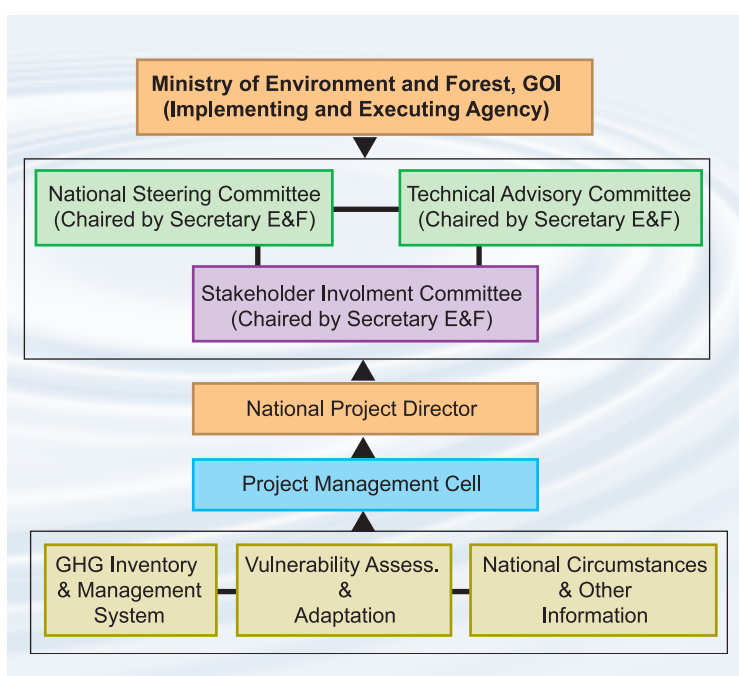 Ministry of Environment and Forest, GOI
(Implementing and Executing Agency)
National Steering Committee
(Chaired by Secretary E&F)
Technical Advisory Committee
(Chaired by Secretary E&F)
Stakeholder Involment Committee
(Chaired by Secretary E&F)
National Project Director
Project Management Cell
GHG Inventory
& Management
System
Vulnerability Assess.
&
Adaptation
National Circumstances
& Other
Information